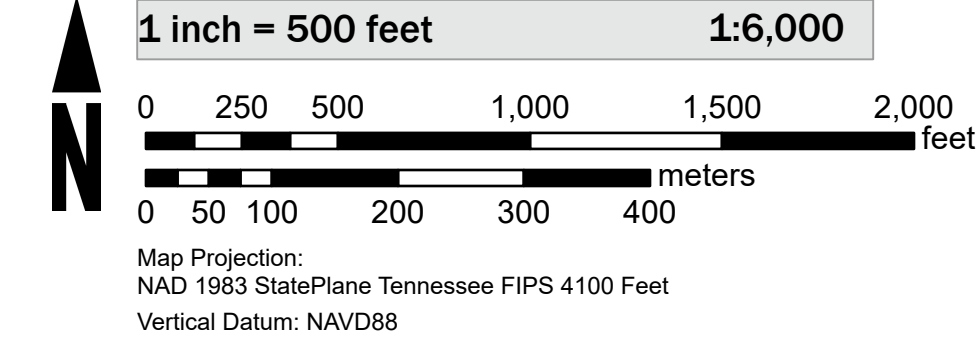 1 inch = 500 feet 1:6,000
0 250 500 1,000 1,500 2,000
feet
meters
0 50 100 200 300 400
N
Map Projection:
NAD 1983 StatePlane Tennessee FIPS 4100 Feet
Vertical Datum: NAVD88